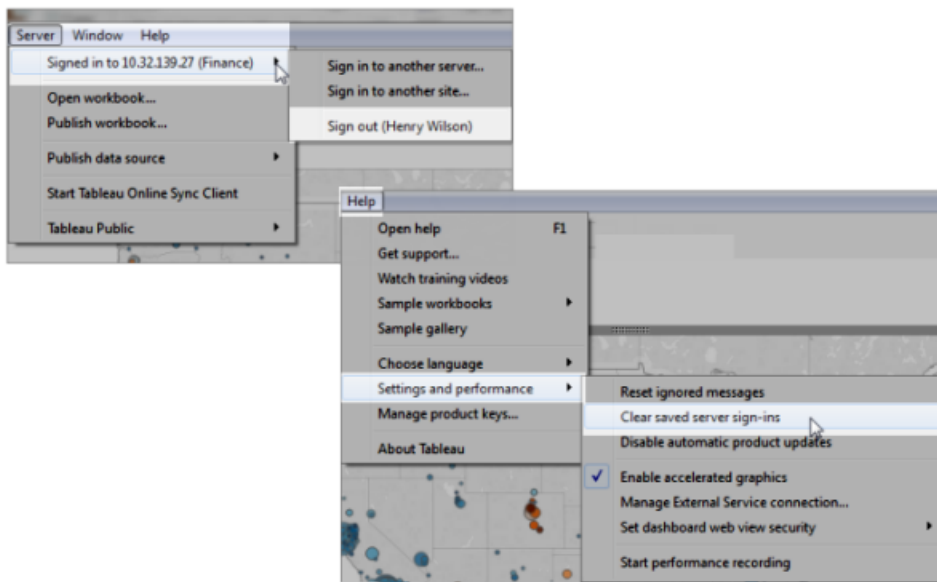 Server Window Help
Signed in to 10.32.139.27 (Finance)
Open workbook...
Publish workbook...
Publish data source
Start Tableau Online Sync Client
Tableau Public
Sign in to another server...
Sign in to another site...
Sign out (Henry Wilson)
Help
Open help F1
Get support...
Watch training videos
Sample workbooks
Sample gallery
Choose language
Settings and performance
Manage product keys...
About Tableau
Reset ignored messages
Clear saved server sign-ins
Disable automatic product updates
Enable accelerated graphics
Manage External Service connection...
Set dashboard web view security
Start performance recording